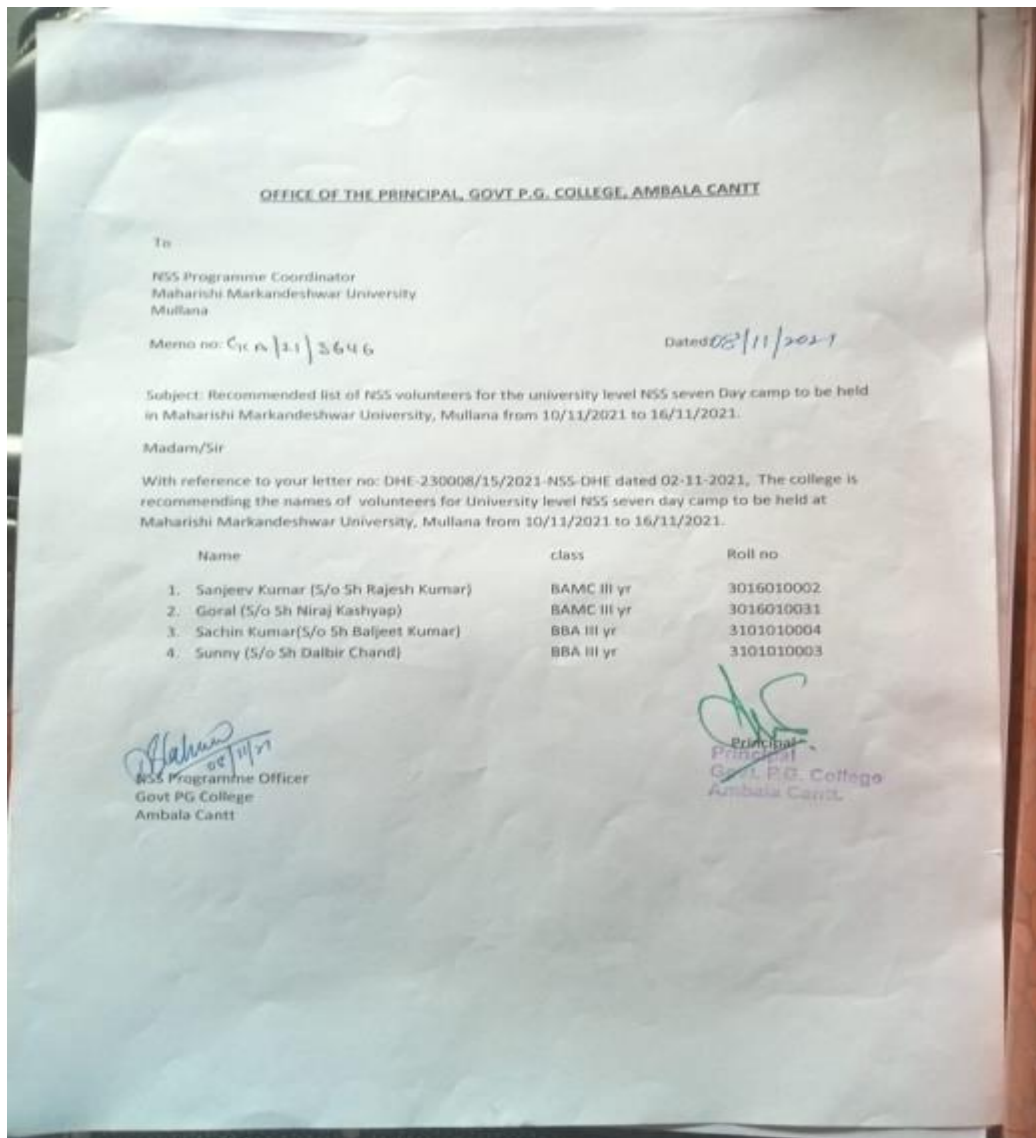 OFFICE OF THE PRINCIPAL, GOVT P.G. COLLEGE, AMBALA CANTT
To
NSS Programme Coordinator
Maharishi Markandeshwar University
Mullana
Memo no: |21|3646 Dated 08/11/2021
Subject: Recommended list of NSS volunteers for the university level NSS seven Day camp to be held
in Maharishi Markandeshwar University, Mullana from 10/11/2021 to 16/11/2021.
Madam/Sir
With reference to your letter no: DHE-230008/15/2021-NSS-DHE dated 02-11-2021, The college is
recommending the names of volunteers for University level NSS seven day camp to be held at
Maharishi Markandeshwar University, Mullana from 10/11/2021 to 16/11/2021.
Name class Roll no
1. Sanjeev Kumar (S/o Sh Rajesh Kumar) BAMC III yr 3016010002
2. Goral (S/o Sh Niraj Kashyap) BAMC III yr 3016010031
3. Sachin Kumar(S/o Sh Baljeet Kumar) BBA III yr 3101010004
4. Sunny (S/o Sh Dalbir Chand) BBA III yr 3101010003
08/11/21
NSS Programme Officer
Govt PG College
Ambala Cantt
Principal
Principal
Govt. P.G. College
Ambala Cantt.